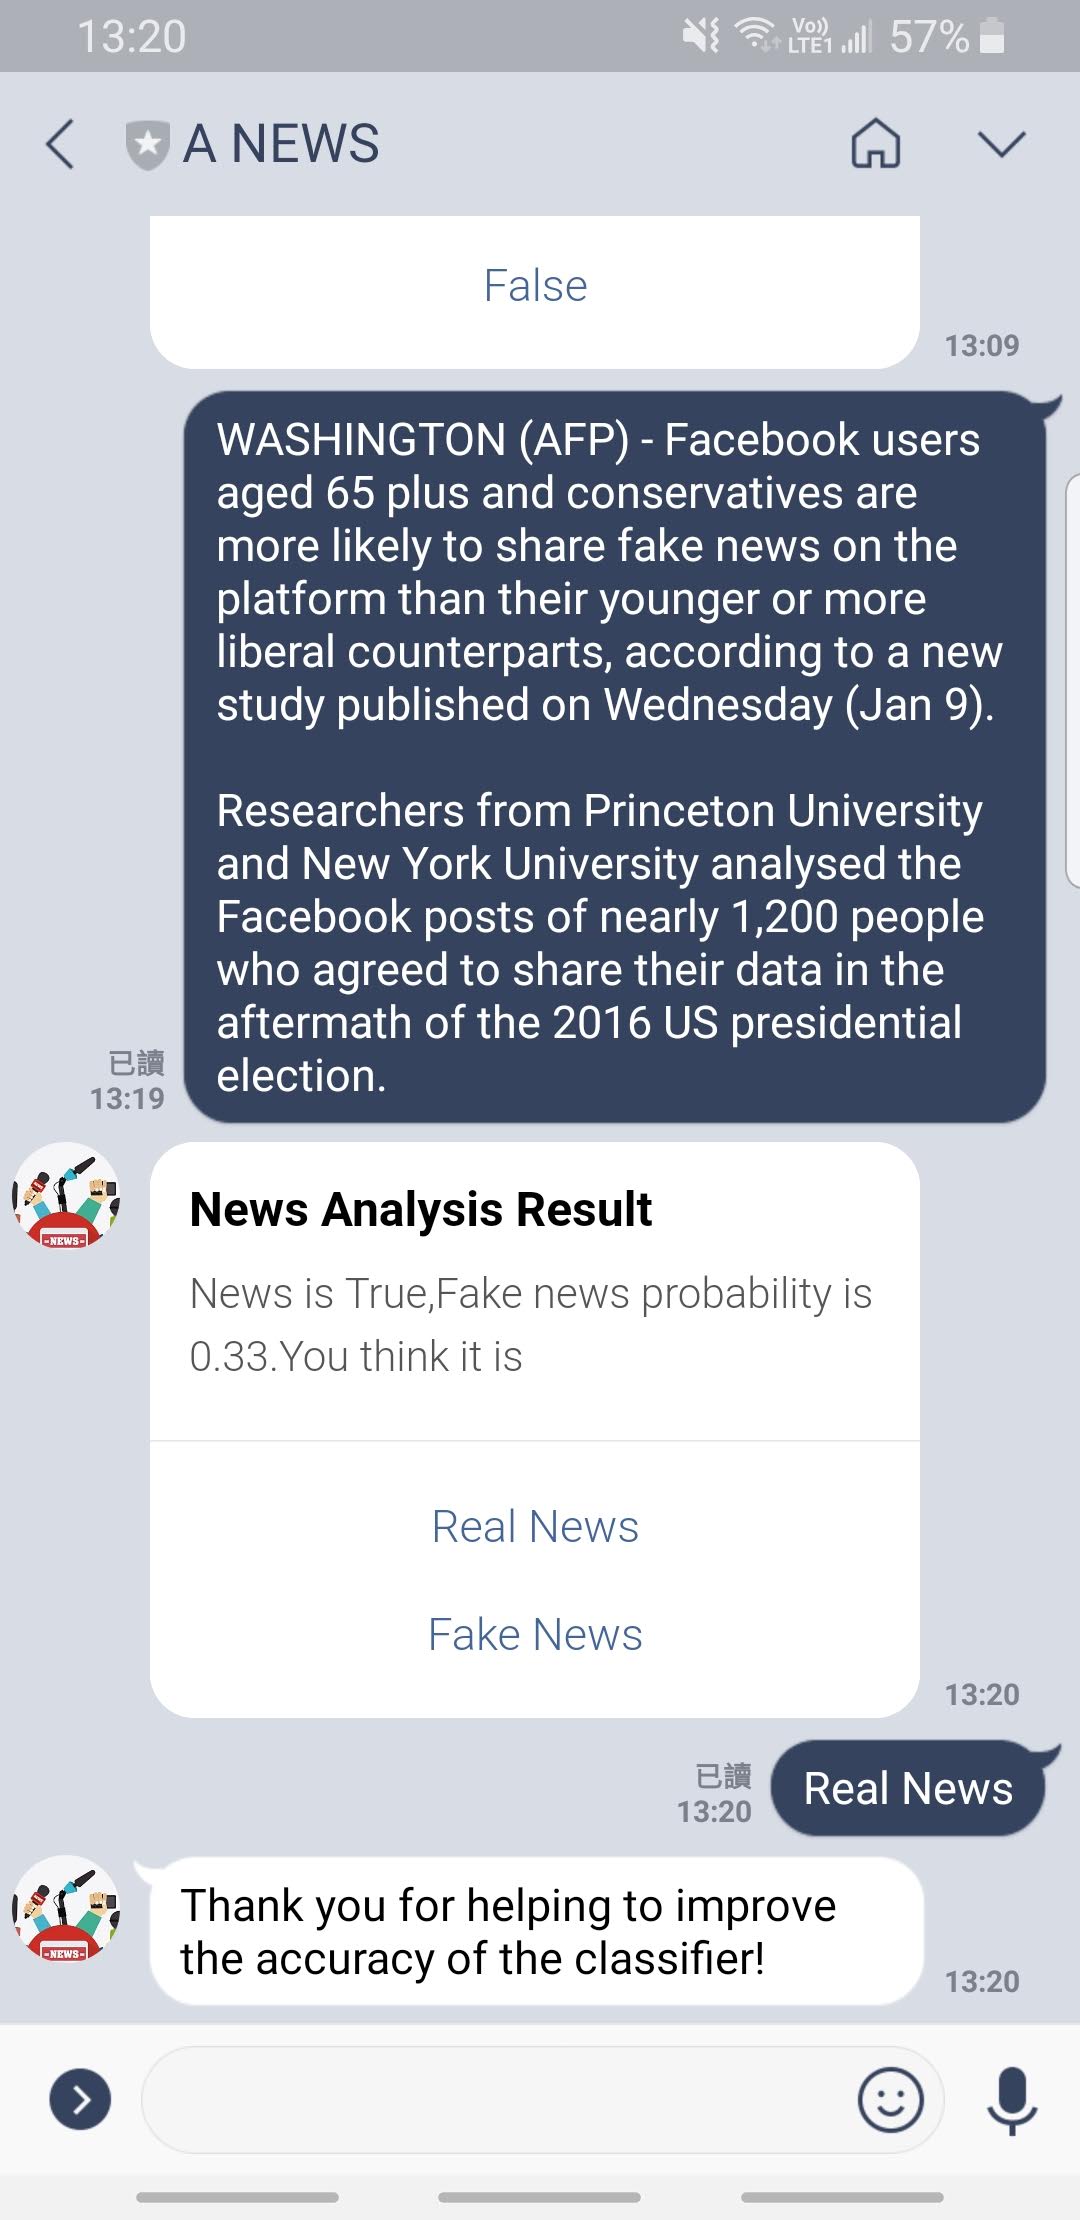 13:20
Vo)) LTE1 57%
A NEWS
False
13:09
WASHINGTON (AFP) - Facebook users
aged 65 plus and conservatives are
more likely to share fake news on the
platform than their younger or more
liberal counterparts, according to a new
study published on Wednesday (Jan 9).
Researchers from Princeton University
and New York University analysed the
Facebook posts of nearly 1,200 people
who agreed to share their data in the
aftermath of the 2016 US presidential
election.
已讀
13:19
NEWS
News Analysis Result
News is True,Fake news probability is
0.33.You think it is
Real News
Fake News
13:20
已讀
13:20
Real News
NEWS
Thank you for helping to improve
the accuracy of the classifier!
13:20